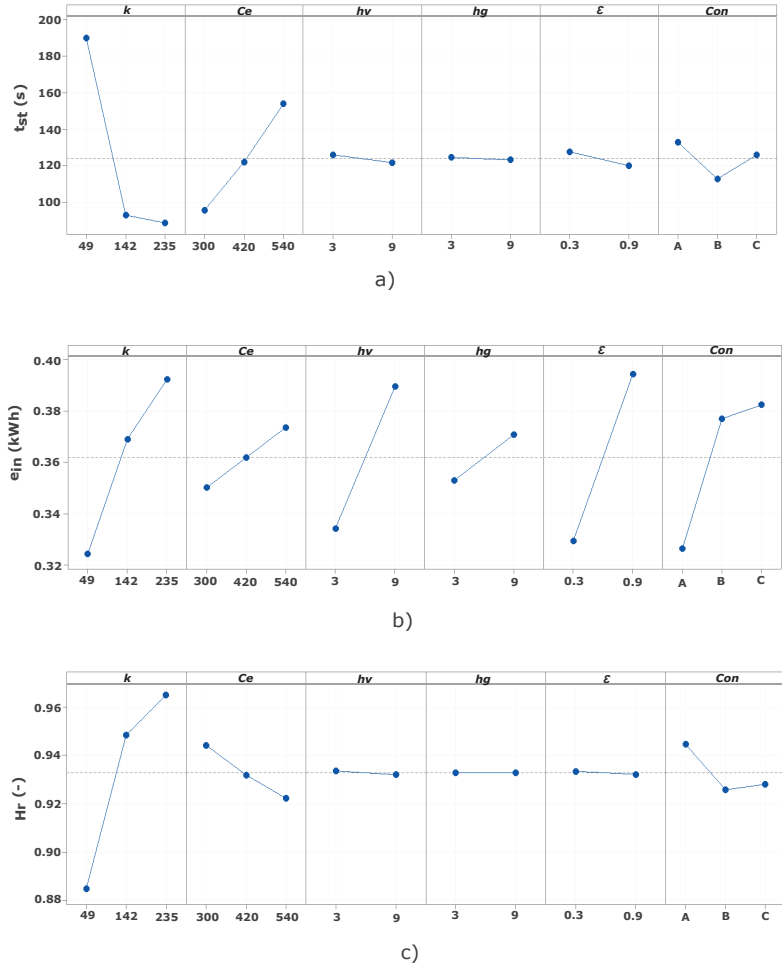 k Ce hv hg ε Con
200
180
160
140
120
100
t_st (s)
49 142 235 300 420 540 3 9 3 9 0.3 0.9 A B C
a)
k Ce hv hg ε Con
0.40
0.38
0.36
0.34
0.32
e_in (kWh)
49 142 235 300 420 540 3 9 3 9 0.3 0.9 A B C
b)
k Ce hv hg ε Con
0.96
0.94
0.92
0.90
0.88
Hr (-)
49 142 235 300 420 540 3 9 3 9 0.3 0.9 A B C
c)